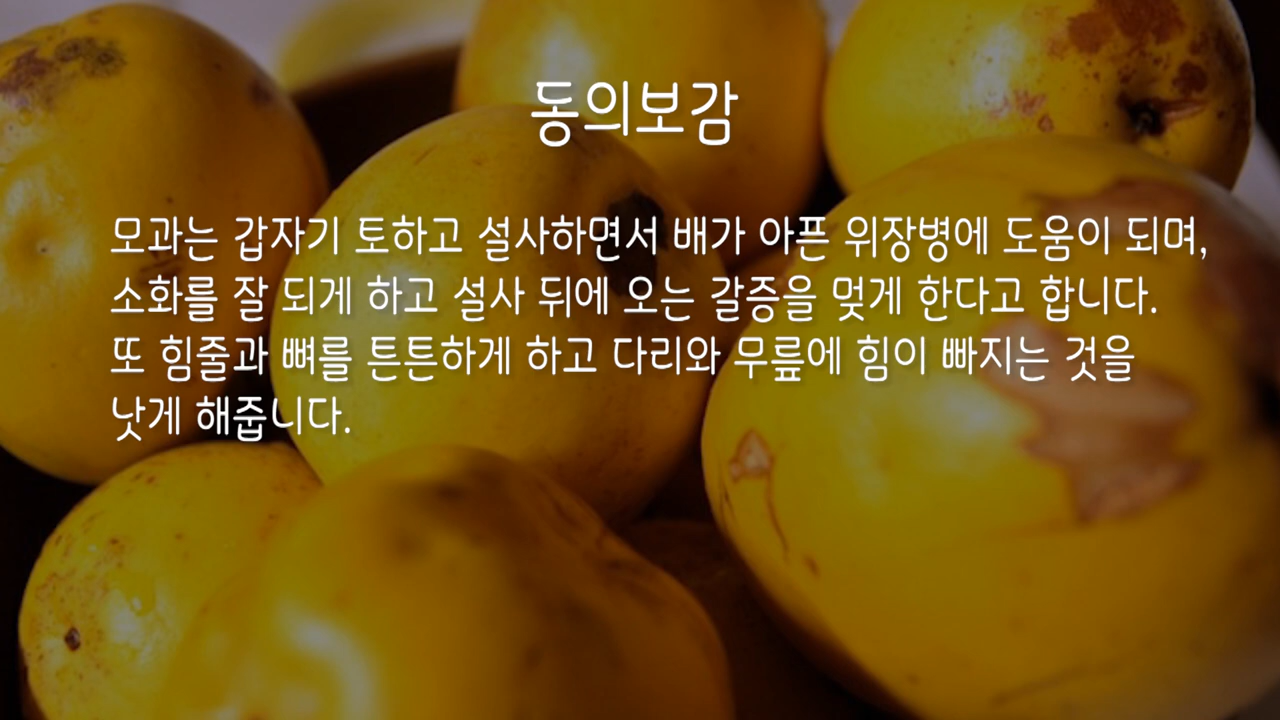 동의보감
모과는 갑자기 토하고 설사하면서 배가 아픈 위장병에 도움이 되며,
소화를 잘 되게 하고 설사 뒤에 오는 갈증을 멎게 한다고 합니다.
또 힘줄과 뼈를 튼튼하게 하고 다리와 무릎에 힘이 빠지는 것을
낫게 해줍니다.